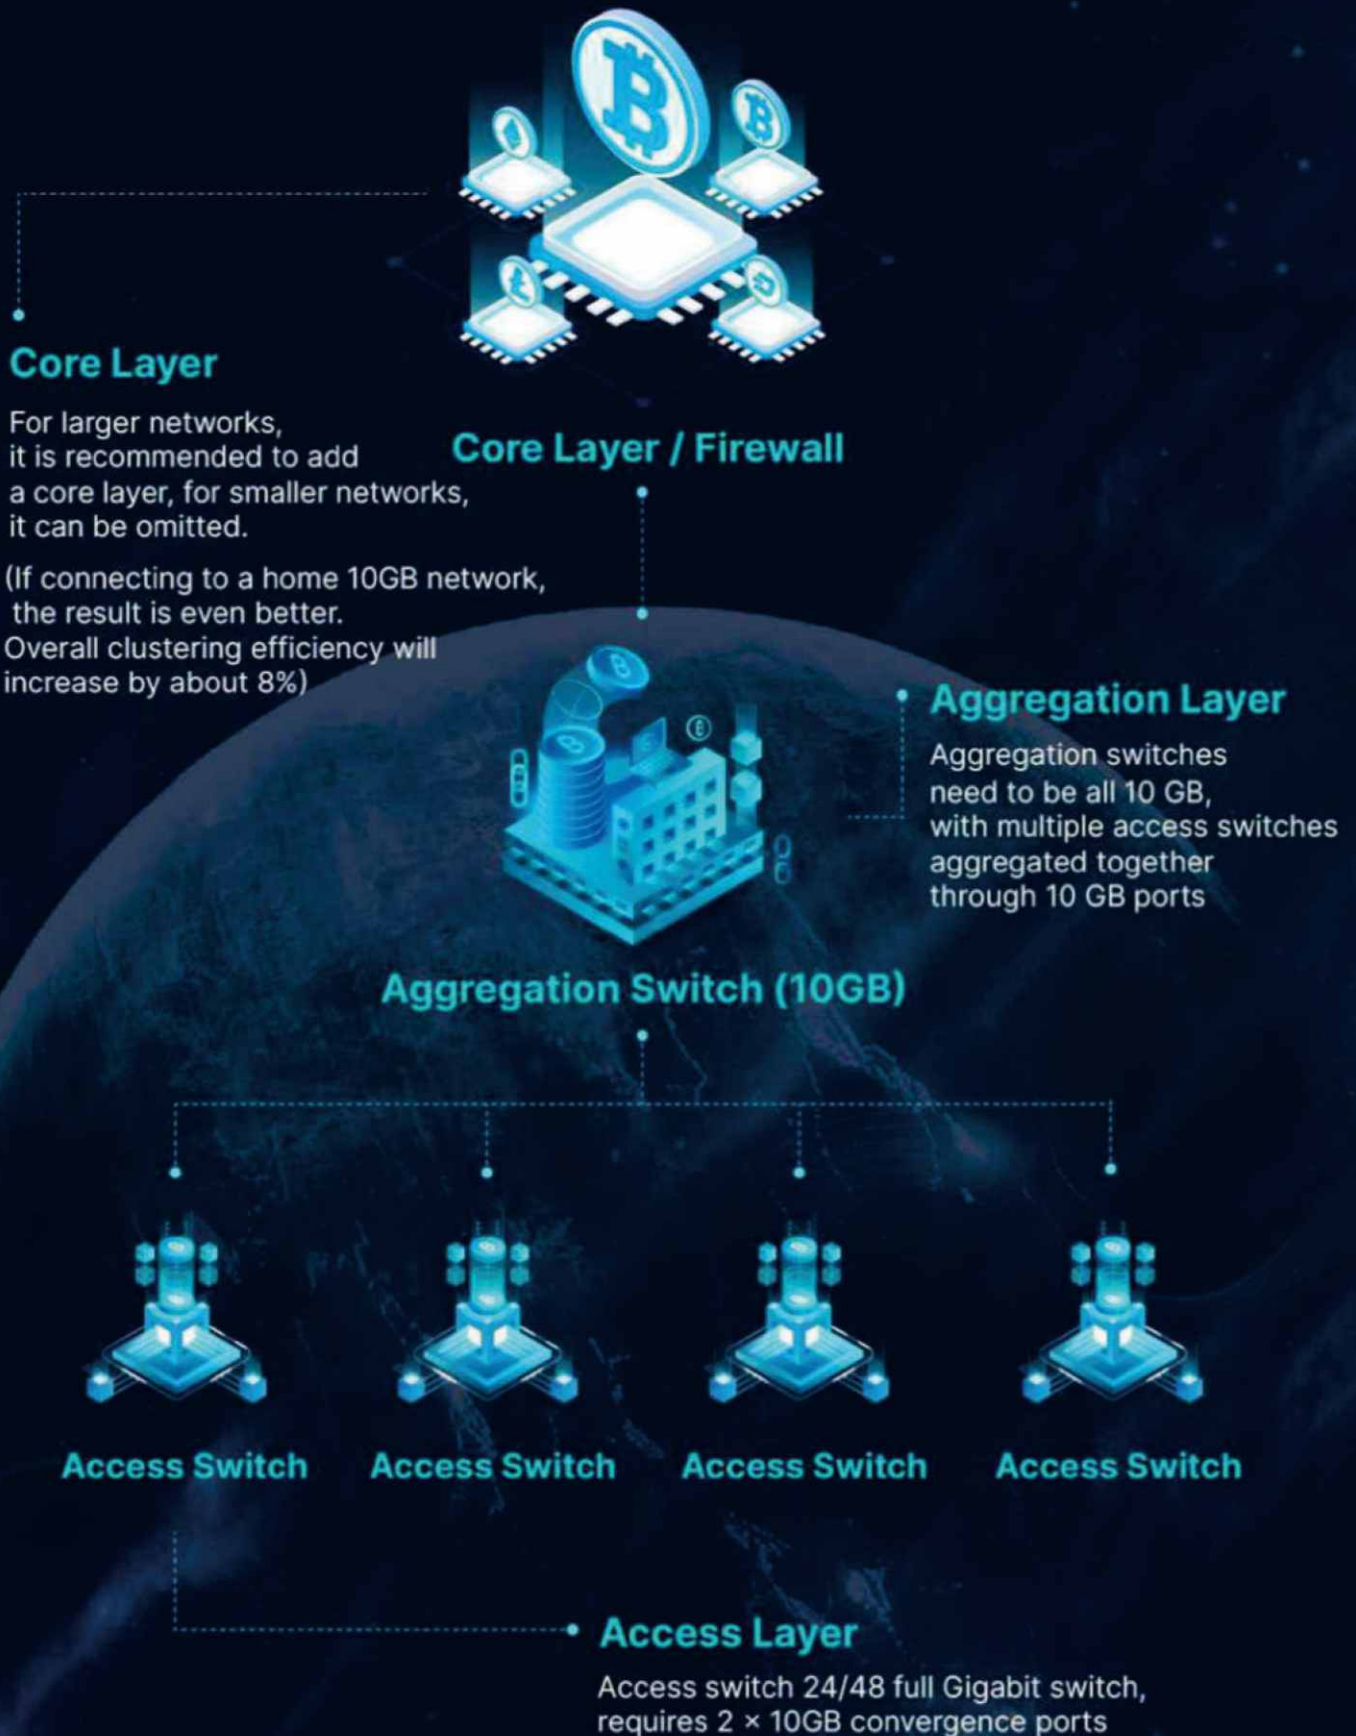 Core Layer
For larger networks,
it is recommended to add
a core layer, for smaller networks,
it can be omitted.
(If connecting to a home 10GB network,
the result is even better.
Overall clustering efficiency will
increase by about 8%)
Core Layer / Firewall
Aggregation Layer
Aggregation switches
need to be all 10 GB,
with multiple access switches
aggregated together
through 10 GB ports
Aggregation Switch (10GB)
Access Switch
Access Switch
Access Switch
Access Switch
Access Layer
Access switch 24/48 full Gigabit switch,
requires 2 × 10GB convergence ports